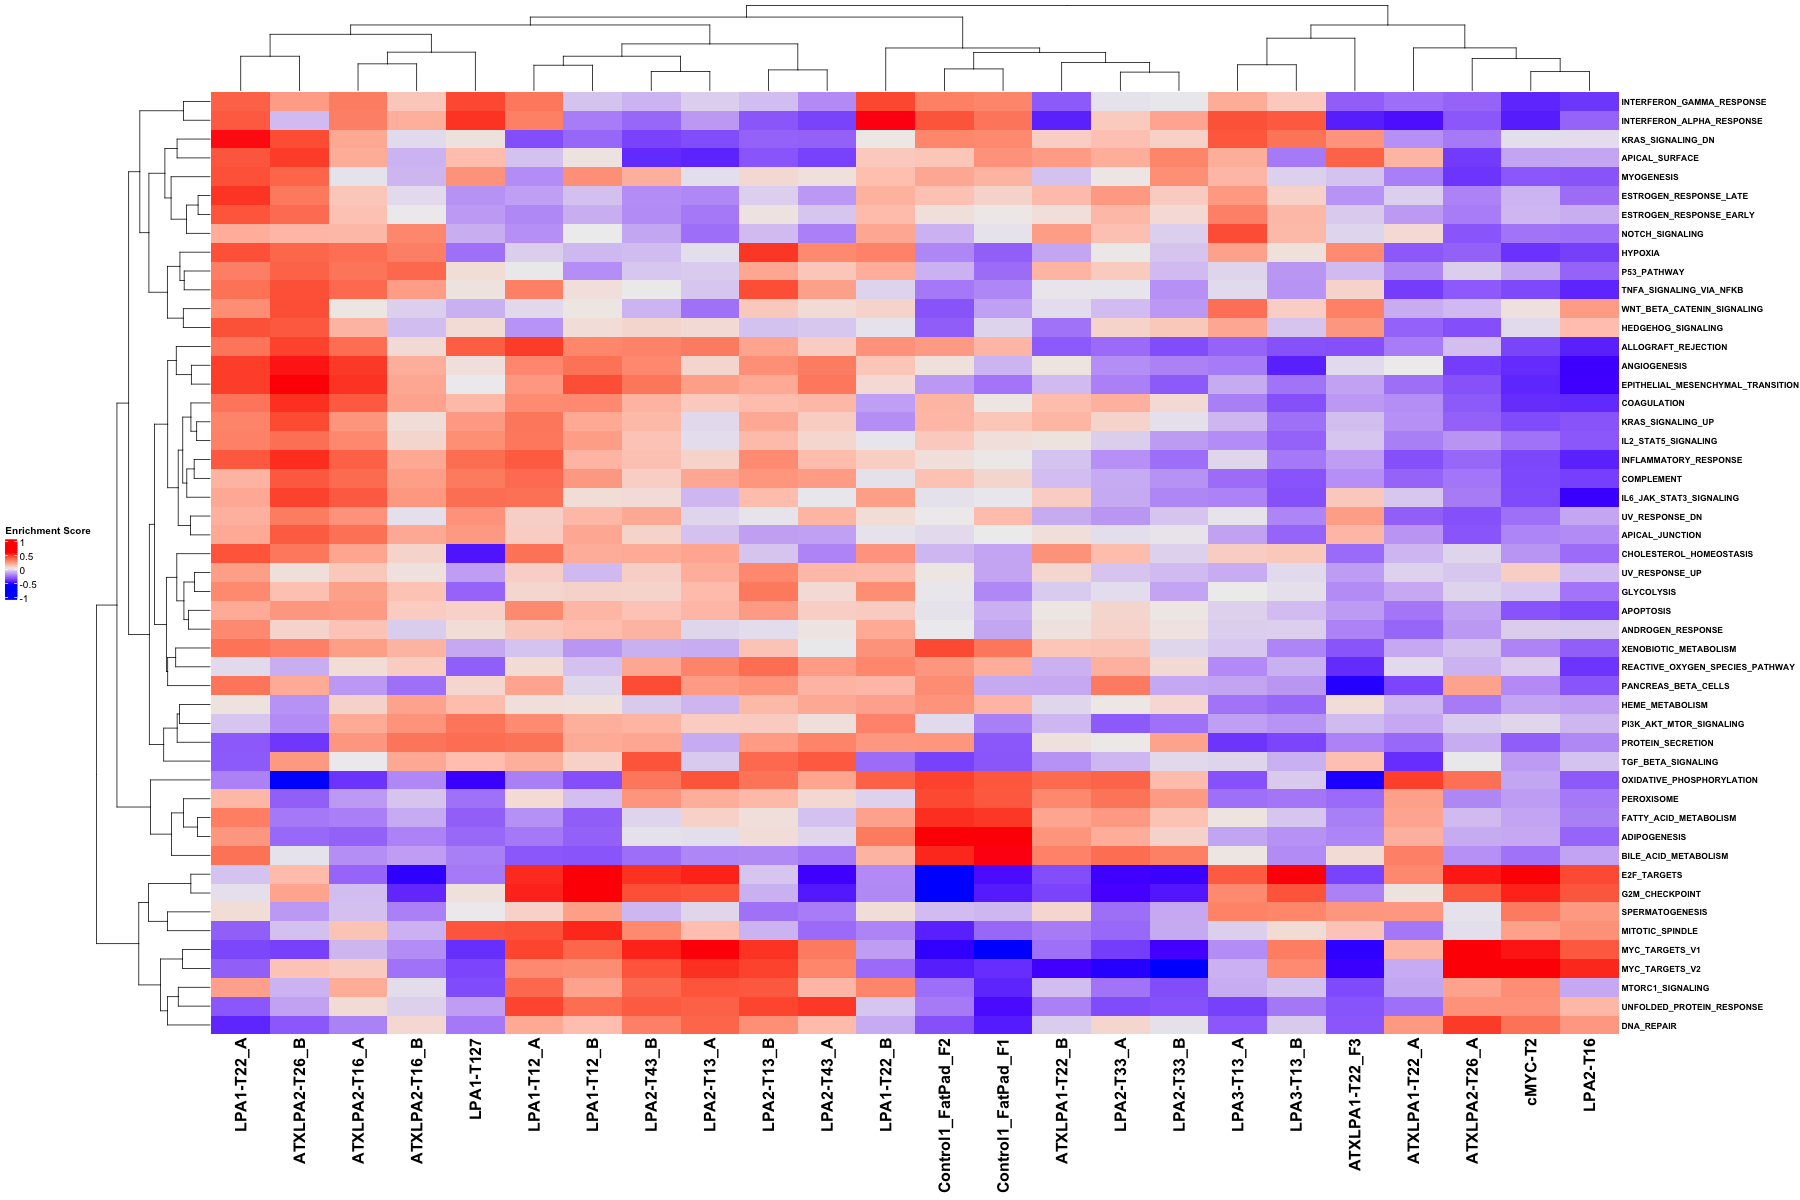 INTERFERON_GAMMA_RESPONSE
INTERFERON_ALPHA_RESPONSE
KRAS_SIGNALING_DN
APICAL_SURFACE
MYOGENESIS
ESTROGEN_RESPONSE_LATE
ESTROGEN_RESPONSE_EARLY
NOTCH_SIGNALING
HYPOXIA
P53_PATHWAY
TNFA_SIGNALING_VIA_NFKB
WNT_BETA_CATENIN_SIGNALING
HEDGEHOG_SIGNALING
ALLOGRAFT_REJECTION
ANGIOGENESIS
EPITHELIAL_MESENCHYMAL_TRANSITION
COAGULATION
KRAS_SIGNALING_UP
IL2_STAT5_SIGNALING
INFLAMMATORY_RESPONSE
COMPLEMENT
IL6_JAK_STAT3_SIGNALING
UV_RESPONSE_DN
APICAL_JUNCTION
CHOLESTEROL_HOMEOSTASIS
UV_RESPONSE_UP
GLYCOLYSIS
APOPTOSIS
ANDROGEN_RESPONSE
XENOBIOTIC_METABOLISM
REACTIVE_OXYGEN_SPECIES_PATHWAY
PANCREAS_BETA_CELLS
HEME_METABOLISM
PI3K_AKT_MTOR_SIGNALING
PROTEIN_SECRETION
TGF_BETA_SIGNALING
OXIDATIVE_PHOSPHORYLATION
PEROXISOME
FATTY_ACID_METABOLISM
ADIPOGENESIS
BILE_ACID_METABOLISM
E2F_TARGETS
G2M_CHECKPOINT
SPERMATOGENESIS
MITOTIC_SPINDLE
MYC_TARGETS_V1
MYC_TARGETS_V2
MTORC1_SIGNALING
UNFOLDED_PROTEIN_RESPONSE
DNA_REPAIR
Enrichment Score
1
0.5
0
-0.5
-1
LPA1-T22_A
ATXLPA2-T26_B
ATXLPA2-T16_A
ATXLPA2-T16_B
LPA1-T127
LPA1-T12_A
LPA1-T12_B
LPA2-T43_B
LPA2-T13_A
LPA2-T13_B
LPA2-T43_A
LPA1-T22_B
Control1_FatPad_F2
Control1_FatPad_F1
ATXLPA1-T22_B
LPA2-T33_A
LPA2-T33_B
LPA3-T13_A
LPA3-T13_B
ATXLPA1-T22_F3
ATXLPA1-T22_A
ATXLPA2-T26_A
cMYC-T2
LPA2-T16